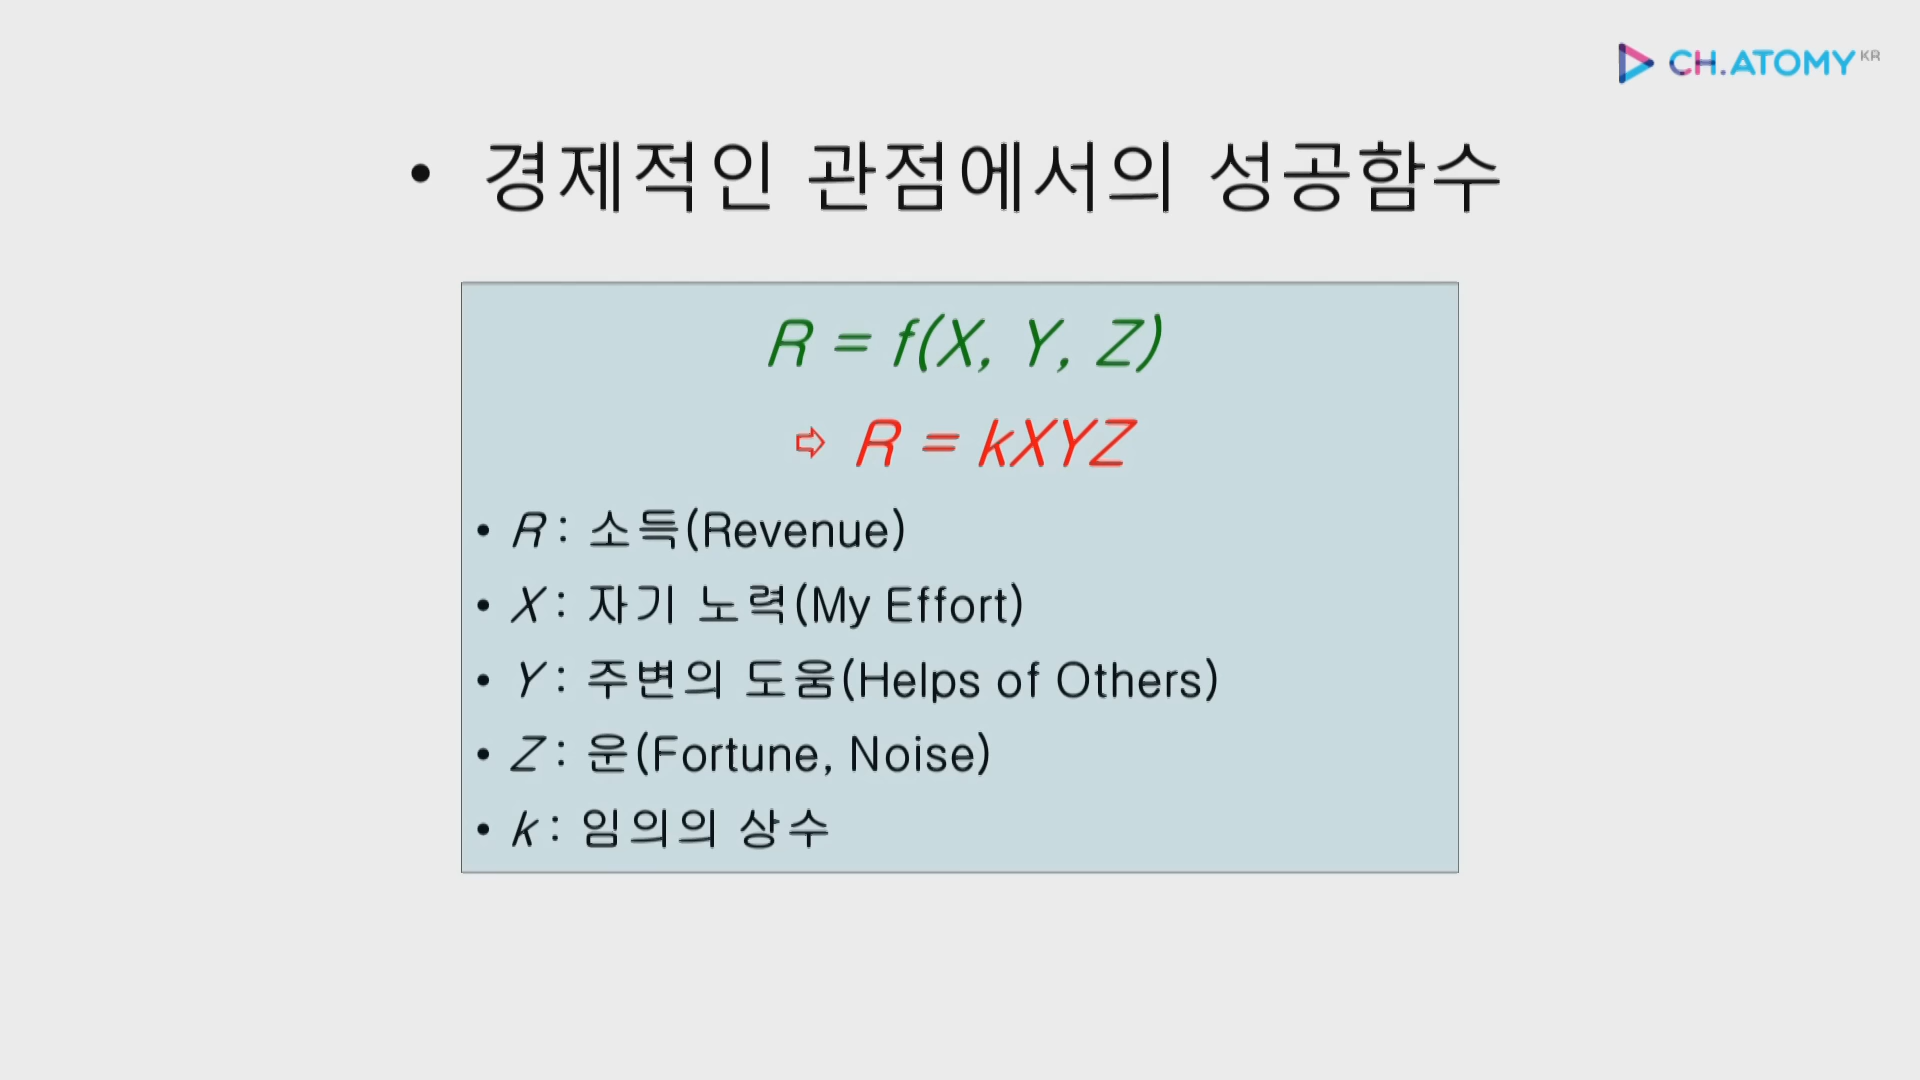 CH.ATOMY KR
• 경제적인 관점에서의 성공함수
R = f(X, Y, Z)
⇨ R = kXYZ
• R : 소득(Revenue)
• X : 자기 노력(My Effort)
• Y : 주변의 도움(Helps of Others)
• Z : 운(Fortune, Noise)
• k : 임의의 상수